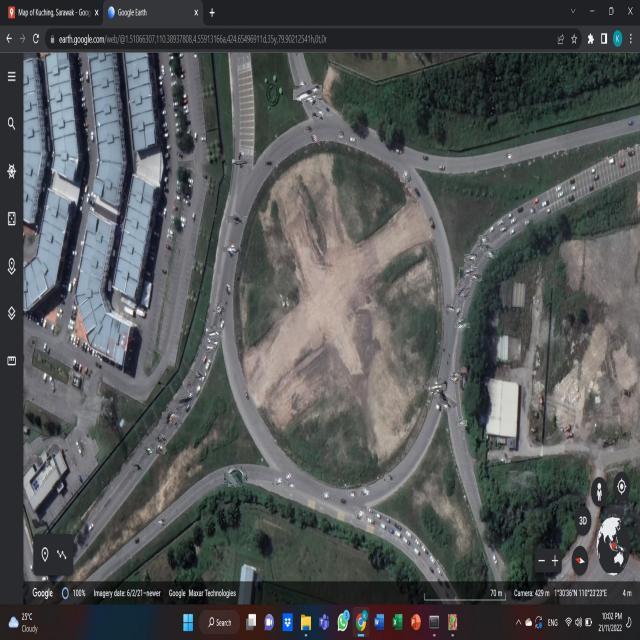 Map of Kuching, Sarawak - Goo
Google Earth
earth.google.com/web/@1.51066307,110.38937808,4.55913166a,424.65496911d,35y,79.90212541h,0t,0r
K
3D
Google 100% Imagery date: 6/2/21-newer Google Maxar Technologies 70 m Camera: 429 m 1°30'36"N 110°23'23"E 4 m
25°C
Cloudy
Search
ENG
10:02 PM
21/11/2022